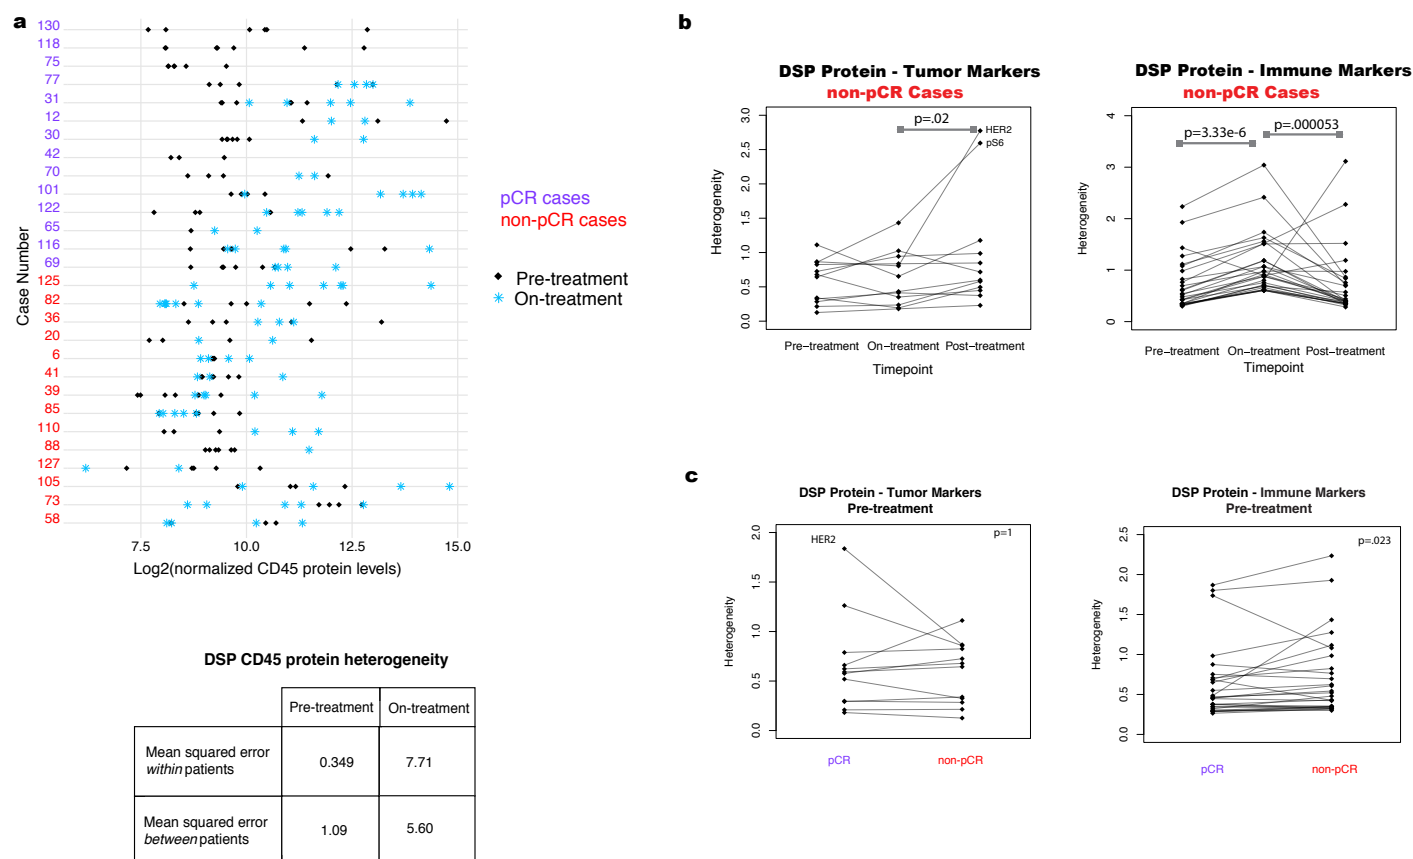 a
130
118
75
77
31
12
30
42
70
101
122
65
116
69
125
82
36
20
6
41
39
85
110
88
127
105
73
58
Case Number
7.5 10.0 12.5 15.0
Log2(normalized CD45 protein levels)
pCR cases
non-pCR cases
Pre-treatment
On-treatment
DSP CD45 protein heterogeneity
Pre-treatment On-treatment
Mean squared error
within patients
0.349 7.71
Mean squared error
between patients
1.09 5.60
b
DSP Protein - Tumor Markers
non-pCR Cases
p=.02
HER2
pS6
Heterogeneity
3.0
2.5
2.0
1.5
1.0
0.5
0.0
Pre−treatment On−treatment Post−treatment
Timepoint
DSP Protein - Immune Markers
non-pCR Cases
p=3.33e-6
p=.000053
Heterogeneity
4
3
2
1
0
Pre−treatment On−treatment Post−treatment
Timepoint
c
DSP Protein - Tumor Markers
Pre-treatment
HER2
p=1
Heterogeneity
2.0
1.5
1.0
0.5
0.0
pCR non-pCR
DSP Protein - Immune Markers
Pre-treatment
p=.023
Heterogeneity
2.5
2.0
1.5
1.0
0.5
0.0
pCR non-pCR